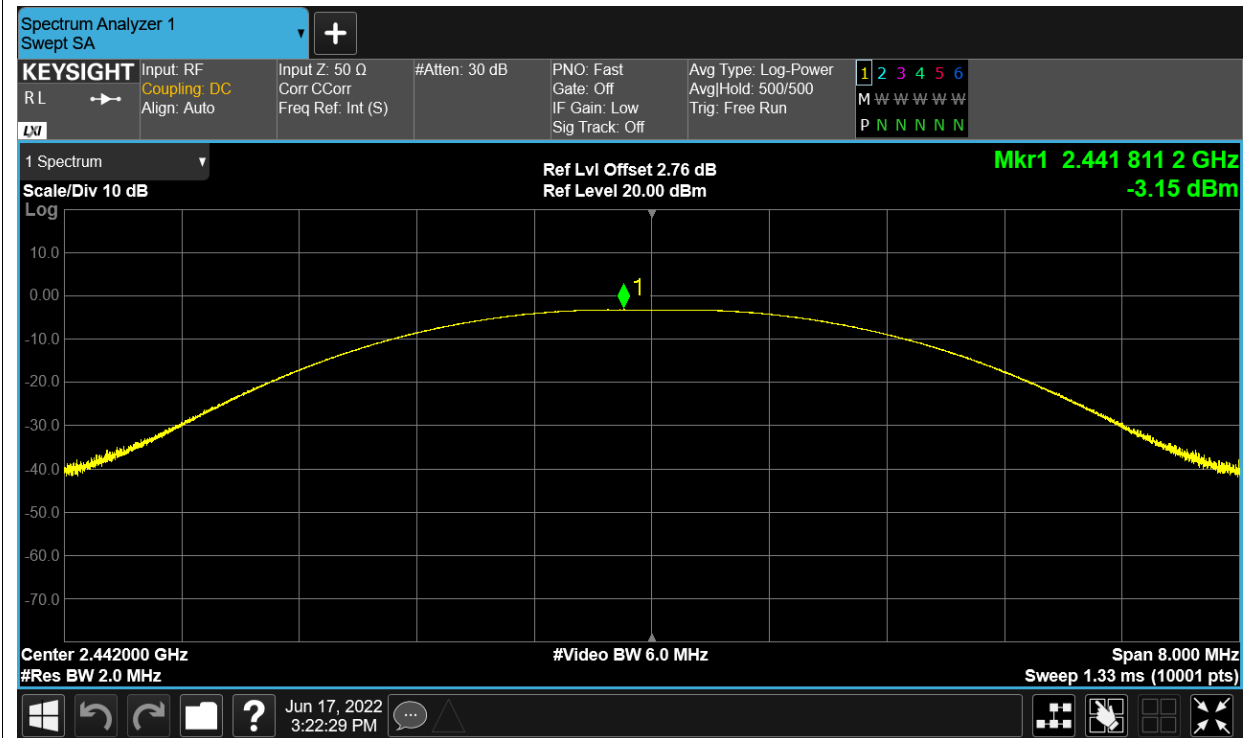 Spectrum Analyzer 1
Swept SA
+
KEYSIGHT
R L
LXI
Input: RF
Coupling: DC
Align: Auto
Input Z: 50 Ω
Corr CCorr
Freq Ref: Int (S)
#Atten: 30 dB
PNO: Fast
Gate: Off
IF Gain: Low
Sig Track: Off
Avg Type: Log-Power
Avg|Hold: 500/500
Trig: Free Run
1 2 3 4 5 6
M W W W W W
P N N N N N
1 Spectrum
Scale/Div 10 dB
Ref Lvl Offset 2.76 dB
Ref Level 20.00 dBm
Mkr1 2.441 811 2 GHz
-3.15 dBm
Log
10.0
0.00
-10.0
-20.0
-30.0
-40.0
-50.0
-60.0
-70.0
1
Center 2.442000 GHz
#Res BW 2.0 MHz
#Video BW 6.0 MHz
Span 8.000 MHz
Sweep 1.33 ms (10001 pts)
?
Jun 17, 2022
3:22:29 PM